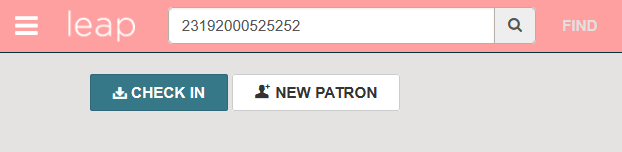 leap 23192000525252 FIND
CHECK IN NEW PATRON